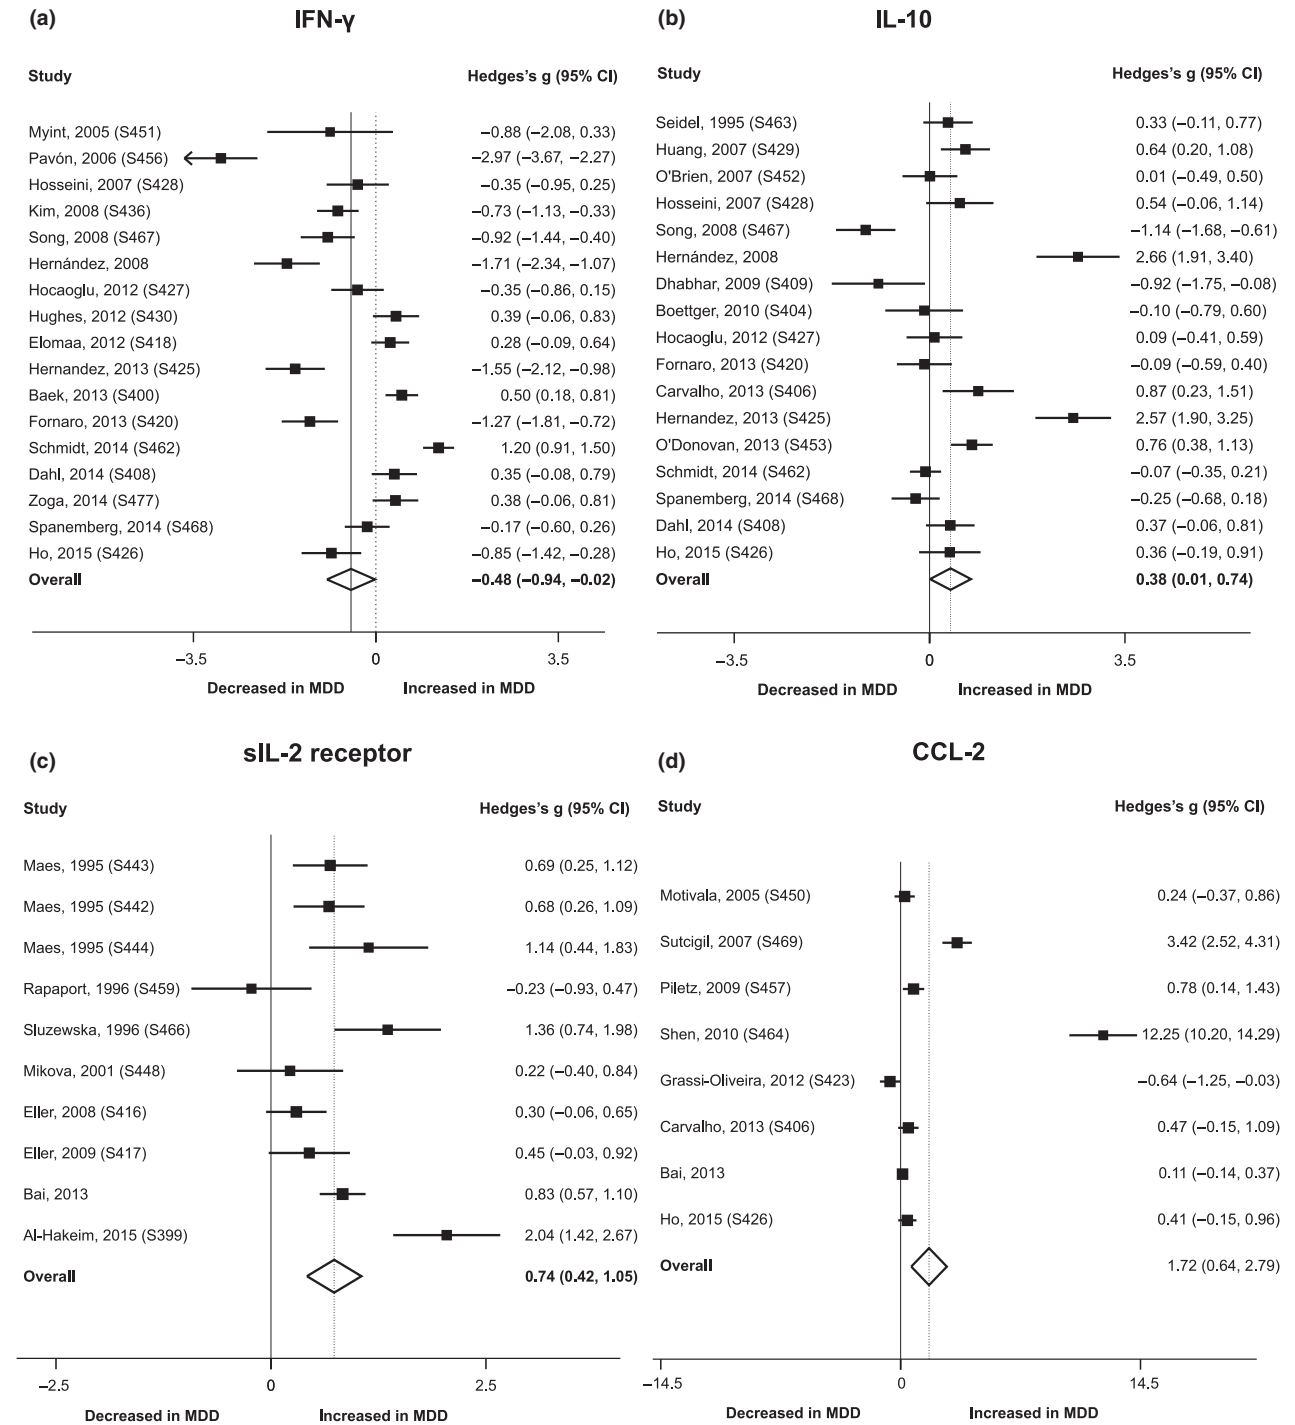 (a) IFN-γ
Study Hedges's g (95% CI)
Myint, 2005 (S451) −0.88 (−2.08, 0.33)
Pavón, 2006 (S456) −2.97 (−3.67, −2.27)
Hosseini, 2007 (S428) −0.35 (−0.95, 0.25)
Kim, 2008 (S436) −0.73 (−1.13, −0.33)
Song, 2008 (S467) −0.92 (−1.44, −0.40)
Hernández, 2008 −1.71 (−2.34, −1.07)
Hocaoglu, 2012 (S427) −0.35 (−0.86, 0.15)
Hughes, 2012 (S430) 0.39 (−0.06, 0.83)
Elomaa, 2012 (S418) 0.28 (−0.09, 0.64)
Hernandez, 2013 (S425) −1.55 (−2.12, −0.98)
Baek, 2013 (S400) 0.50 (0.18, 0.81)
Fornaro, 2013 (S420) −1.27 (−1.81, −0.72)
Schmidt, 2014 (S462) 1.20 (0.91, 1.50)
Dahl, 2014 (S408) 0.35 (−0.08, 0.79)
Zoga, 2014 (S477) 0.38 (−0.06, 0.81)
Spanemberg, 2014 (S468) −0.17 (−0.60, 0.26)
Ho, 2015 (S426) −0.85 (−1.42, −0.28)
Overall −0.48 (−0.94, −0.02)
−3.5 0 3.5
Decreased in MDD Increased in MDD
(b) IL-10
Study Hedges's g (95% CI)
Seidel, 1995 (S463) 0.33 (−0.11, 0.77)
Huang, 2007 (S429) 0.64 (0.20, 1.08)
O'Brien, 2007 (S452) 0.01 (−0.49, 0.50)
Hosseini, 2007 (S428) 0.54 (−0.06, 1.14)
Song, 2008 (S467) −1.14 (−1.68, −0.61)
Hernández, 2008 2.66 (1.91, 3.40)
Dhabhar, 2009 (S409) −0.92 (−1.75, −0.08)
Boettger, 2010 (S404) −0.10 (−0.79, 0.60)
Hocaoglu, 2012 (S427) 0.09 (−0.41, 0.59)
Fornaro, 2013 (S420) −0.09 (−0.59, 0.40)
Carvalho, 2013 (S406) 0.87 (0.23, 1.51)
Hernandez, 2013 (S425) 2.57 (1.90, 3.25)
O'Donovan, 2013 (S453) 0.76 (0.38, 1.13)
Schmidt, 2014 (S462) −0.07 (−0.35, 0.21)
Spanemberg, 2014 (S468) −0.25 (−0.68, 0.18)
Dahl, 2014 (S408) 0.37 (−0.06, 0.81)
Ho, 2015 (S426) 0.36 (−0.19, 0.91)
Overall 0.38 (0.01, 0.74)
−3.5 0 3.5
Decreased in MDD Increased in MDD
(c) sIL-2 receptor
Study Hedges's g (95% CI)
Maes, 1995 (S443) 0.69 (0.25, 1.12)
Maes, 1995 (S442) 0.68 (0.26, 1.09)
Maes, 1995 (S444) 1.14 (0.44, 1.83)
Rapaport, 1996 (S459) −0.23 (−0.93, 0.47)
Sluzewska, 1996 (S466) 1.36 (0.74, 1.98)
Mikova, 2001 (S448) 0.22 (−0.40, 0.84)
Eller, 2008 (S416) 0.30 (−0.06, 0.65)
Eller, 2009 (S417) 0.45 (−0.03, 0.92)
Bai, 2013 0.83 (0.57, 1.10)
Al-Hakeim, 2015 (S399) 2.04 (1.42, 2.67)
Overall 0.74 (0.42, 1.05)
−2.5 0 2.5
Decreased in MDD Increased in MDD
(d) CCL-2
Study Hedges's g (95% CI)
Motivala, 2005 (S450) 0.24 (−0.37, 0.86)
Sutcigil, 2007 (S469) 3.42 (2.52, 4.31)
Piletz, 2009 (S457) 0.78 (0.14, 1.43)
Shen, 2010 (S464) 12.25 (10.20, 14.29)
Grassi-Oliveira, 2012 (S423) −0.64 (−1.25, −0.03)
Carvalho, 2013 (S406) 0.47 (−0.15, 1.09)
Bai, 2013 0.11 (−0.14, 0.37)
Ho, 2015 (S426) 0.41 (−0.15, 0.96)
Overall 1.72 (0.64, 2.79)
−14.5 0 14.5
Decreased in MDD Increased in MDD